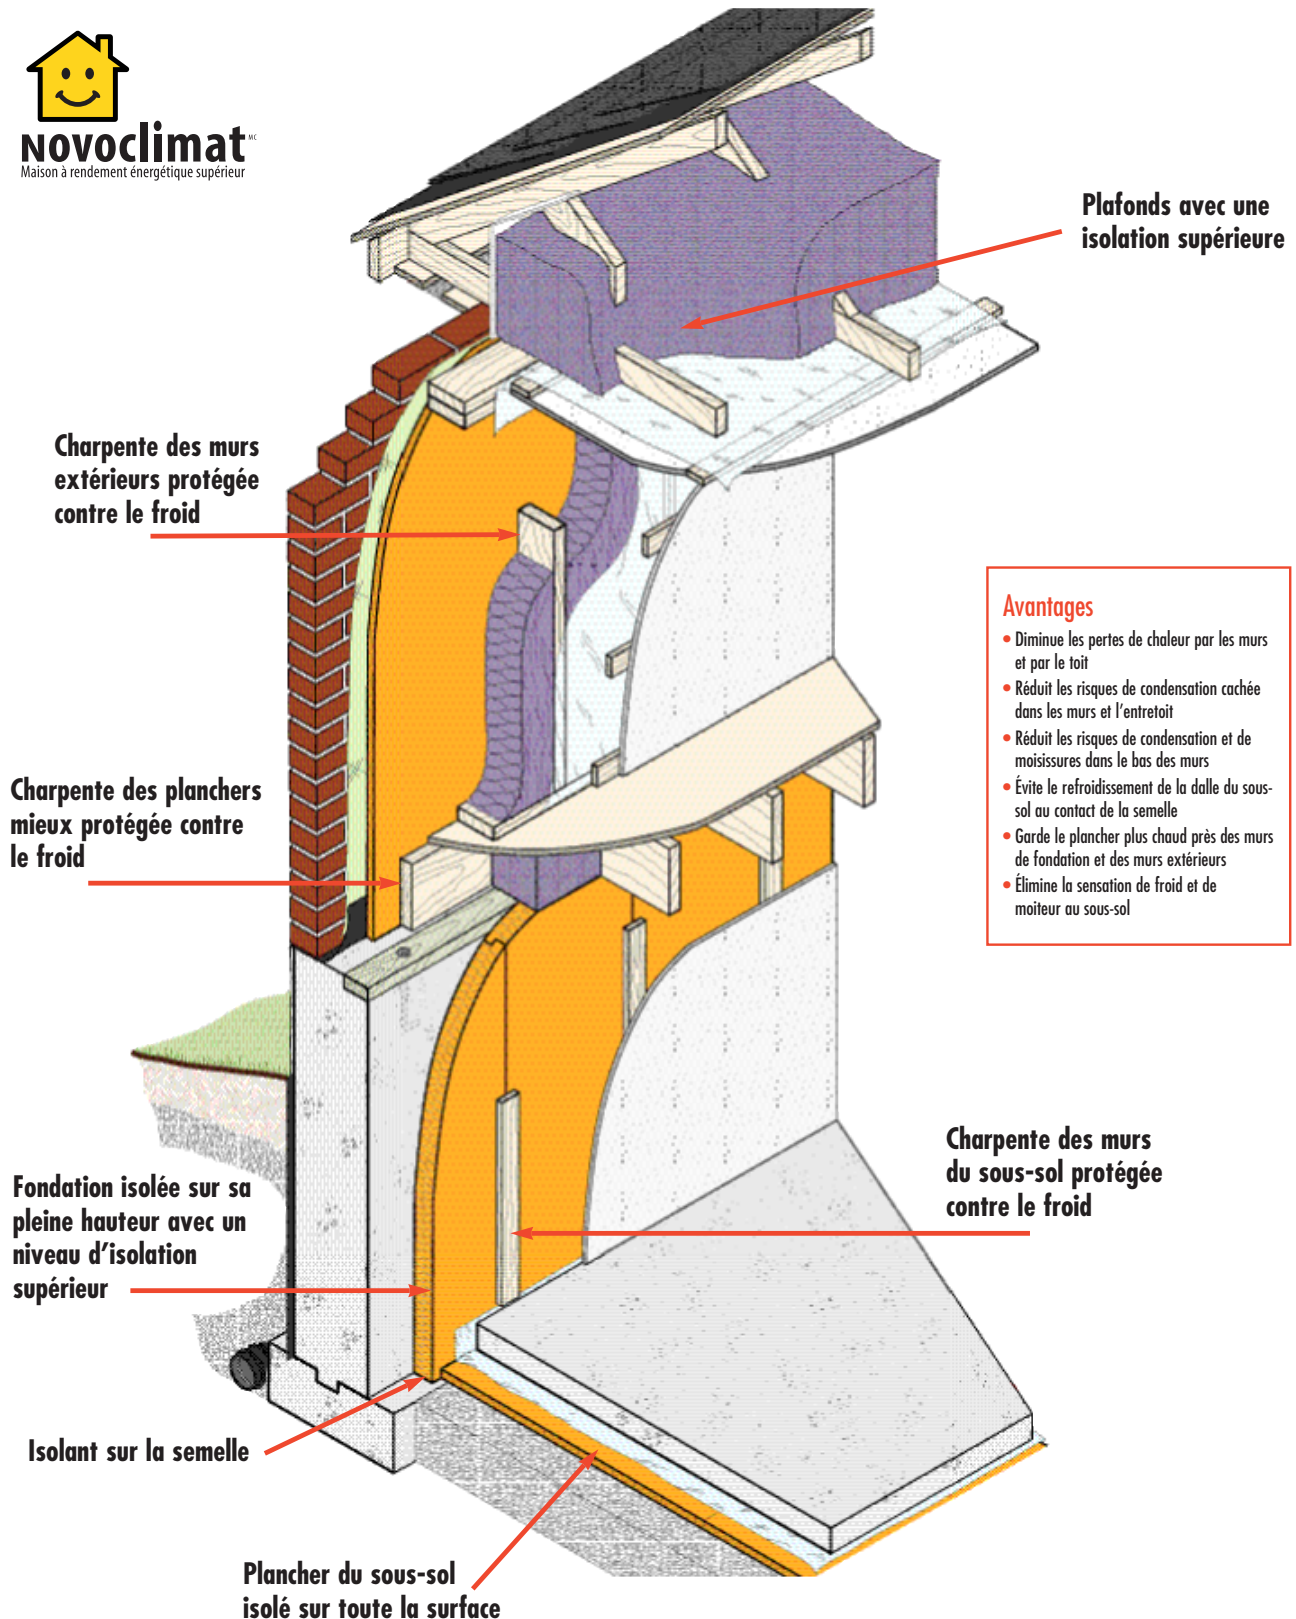 Novoclimat MC
Maison à rendement énergétique supérieur
Plafonds avec une
isolation supérieure
Charpente des murs
extérieurs protégée
contre le froid
Avantages
• Diminue les pertes de chaleur par les murs
et par le toit
• Réduit les risques de condensation cachée
dans les murs et l'entretoit
• Réduit les risques de condensation et de
moisissures dans le bas des murs
• Évite le refroidissement de la dalle du sous-
sol au contact de la semelle
• Garde le plancher plus chaud près des murs
de fondation et des murs extérieurs
• Élimine la sensation de froid et de
moiteur au sous-sol
Charpente des planchers
mieux protégée contre
le froid
Charpente des murs
du sous-sol protégée
contre le froid
Fondation isolée sur sa
pleine hauteur avec un
niveau d'isolation
supérieur
Isolant sur la semelle
Plancher du sous-sol
isolé sur toute la surface